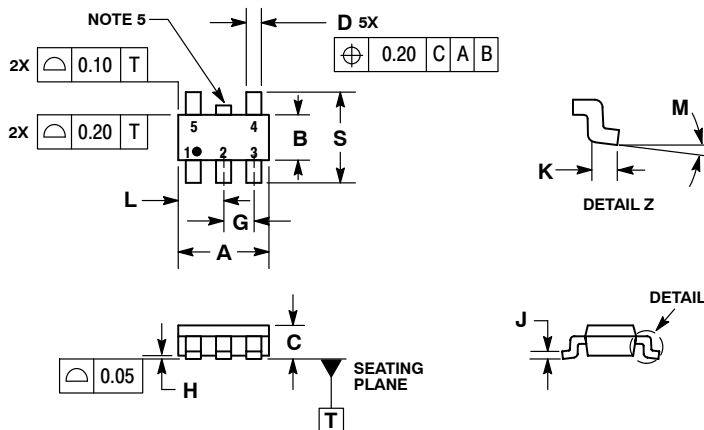 NOTE 5
D 5X
⌖ 0.20 C A B
2X ⌓ 0.10 T
2X ⌓ 0.20 T
5 4
1 2 3
B S
L
G
A
M
K
DETAIL Z
C
⌓ 0.05
H
SEATING
PLANE
T
J
DETAIL